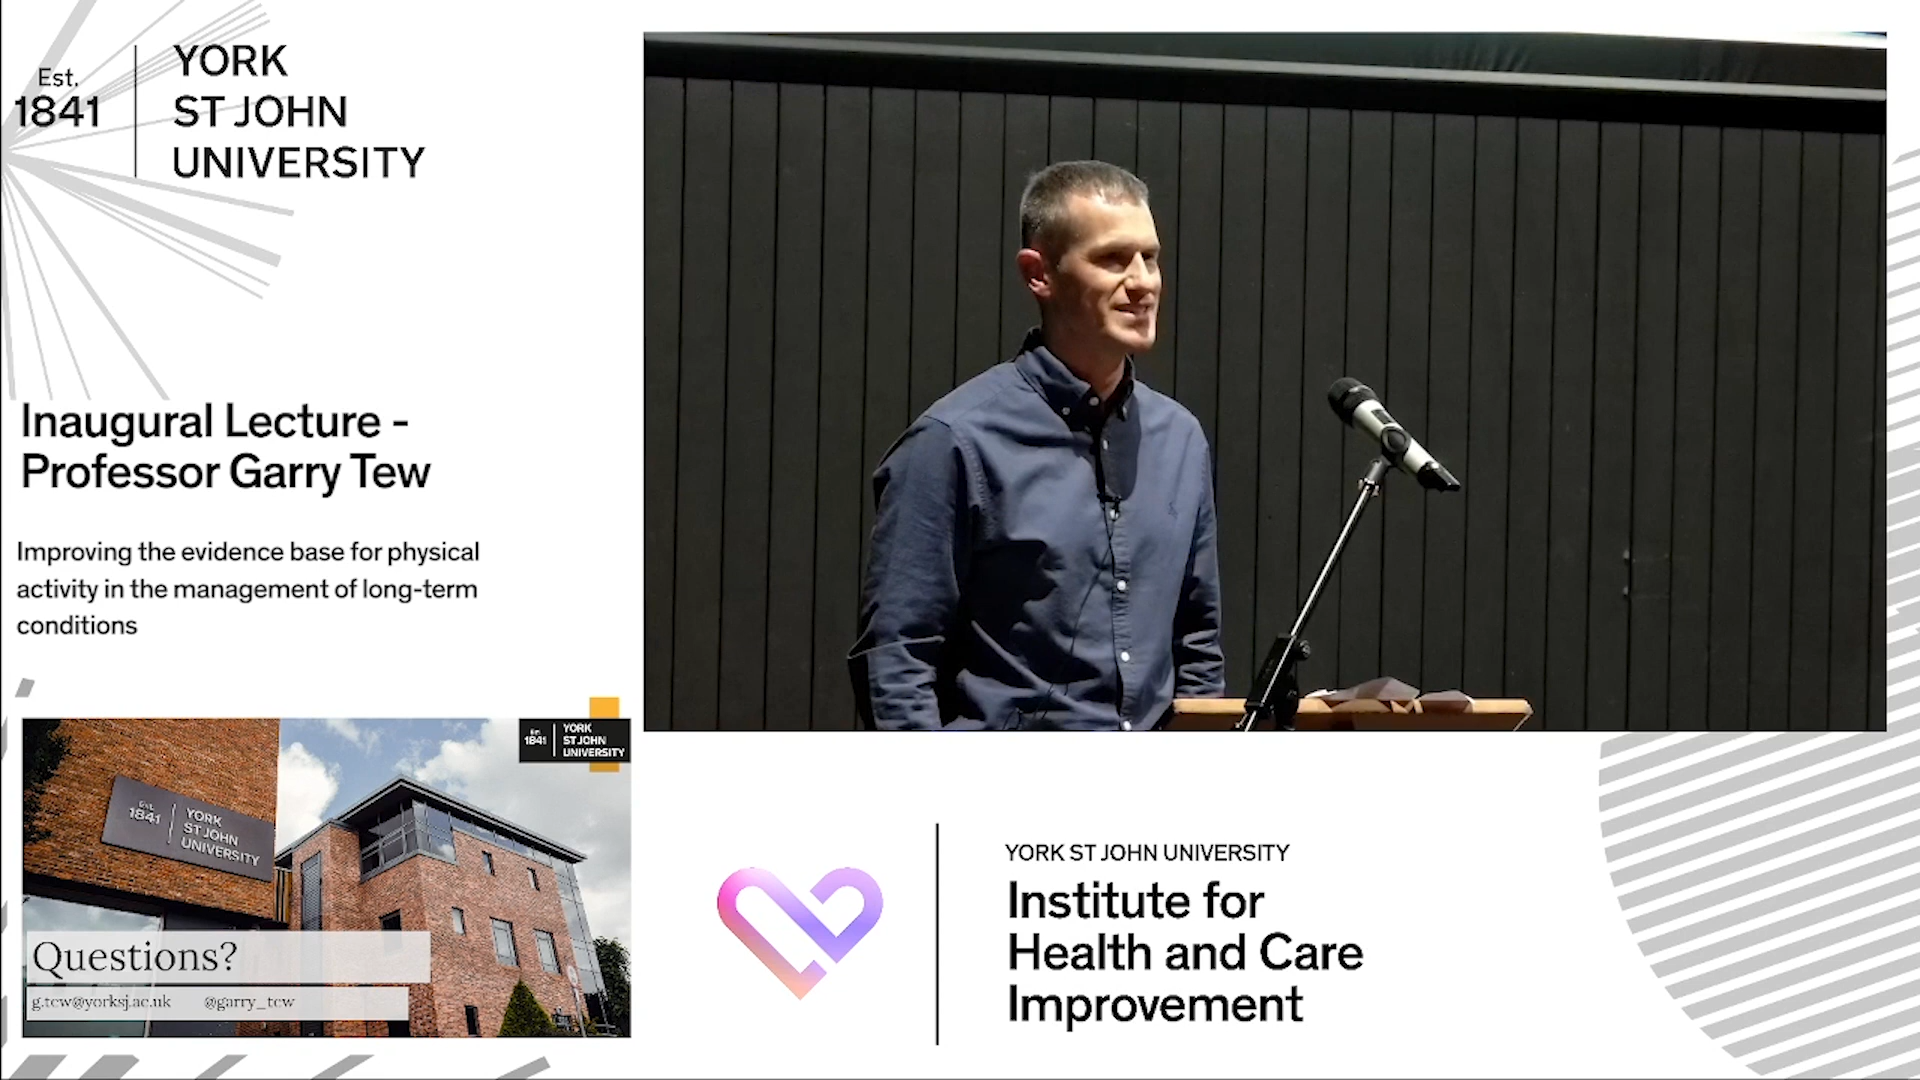 Est.
1841
YORK
ST JOHN
UNIVERSITY
Inaugural Lecture -
Professor Garry Tew
Improving the evidence base for physical
activity in the management of long-term
conditions
Est.
1841
YORK
ST JOHN
UNIVERSITY
Est.
1841
YORK
ST JOHN
UNIVERSITY
Questions?
g.tew@yorksj.ac.uk @garry_tew
YORK ST JOHN UNIVERSITY
Institute for
Health and Care
Improvement